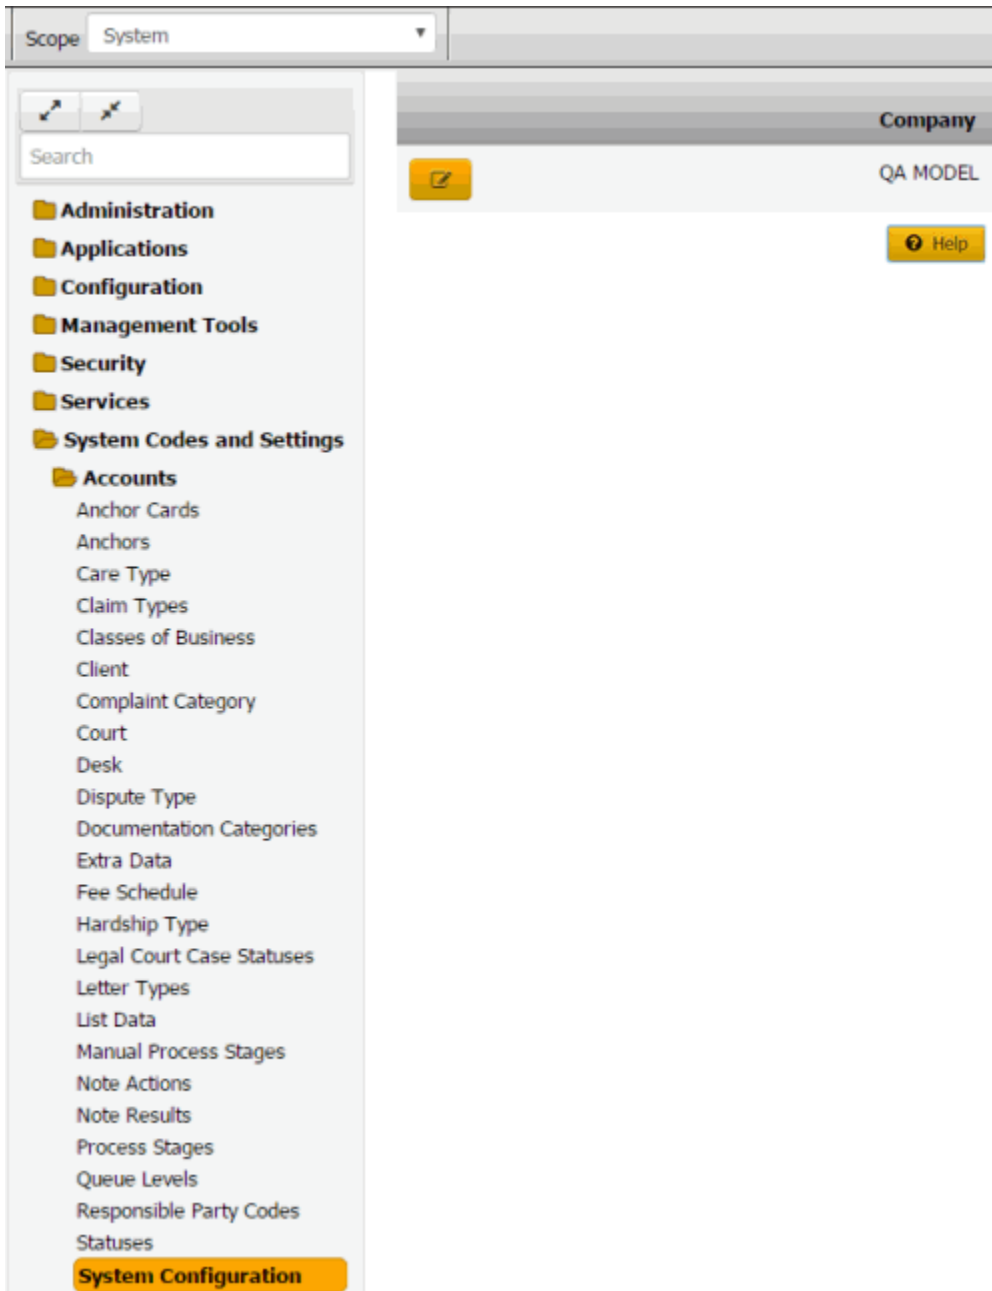 Scope System
Search
Company
QA MODEL
Help
Administration
Applications
Configuration
Management Tools
Security
Services
System Codes and Settings
Accounts
Anchor Cards
Anchors
Care Type
Claim Types
Classes of Business
Client
Complaint Category
Court
Desk
Dispute Type
Documentation Categories
Extra Data
Fee Schedule
Hardship Type
Legal Court Case Statuses
Letter Types
List Data
Manual Process Stages
Note Actions
Note Results
Process Stages
Queue Levels
Responsible Party Codes
Statuses
System Configuration